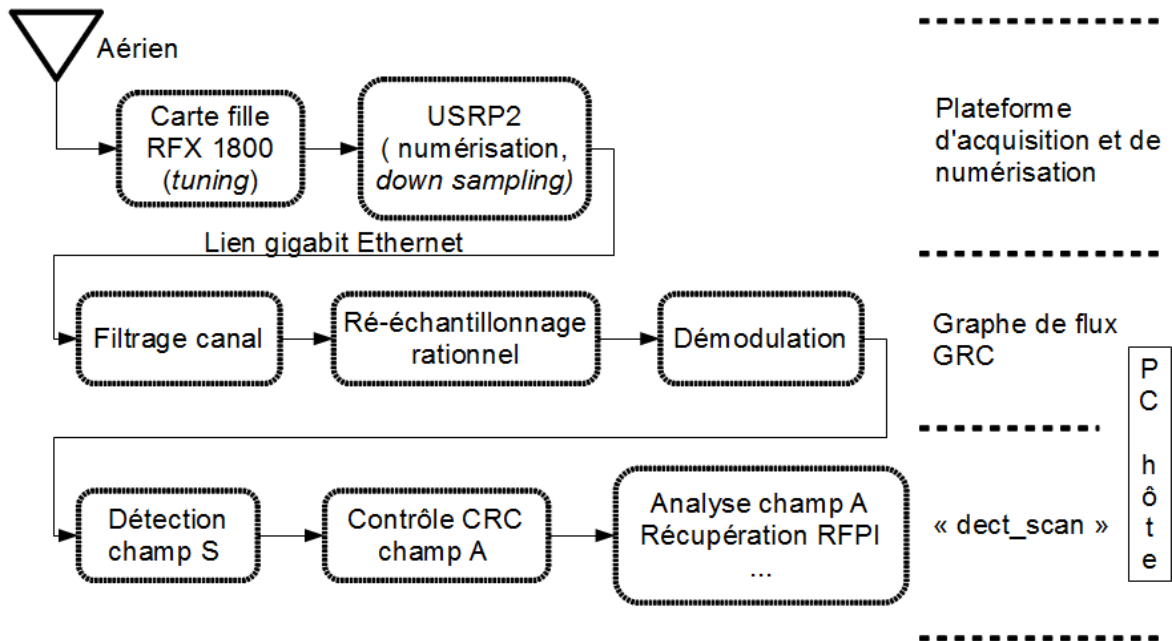 Aérien
Carte fille
RFX 1800
(tuning)
USRP2
( numérisation,
down sampling)
Plateforme
d'acquisition et de
numérisation
Lien gigabit Ethernet
Filtrage canal
Ré-échantillonnage
rationnel
Démodulation
Graphe de flux
GRC
PC hôte
Détection
champ S
Contrôle CRC
champ A
Analyse champ A
Récupération RFPI
...
« dect_scan »